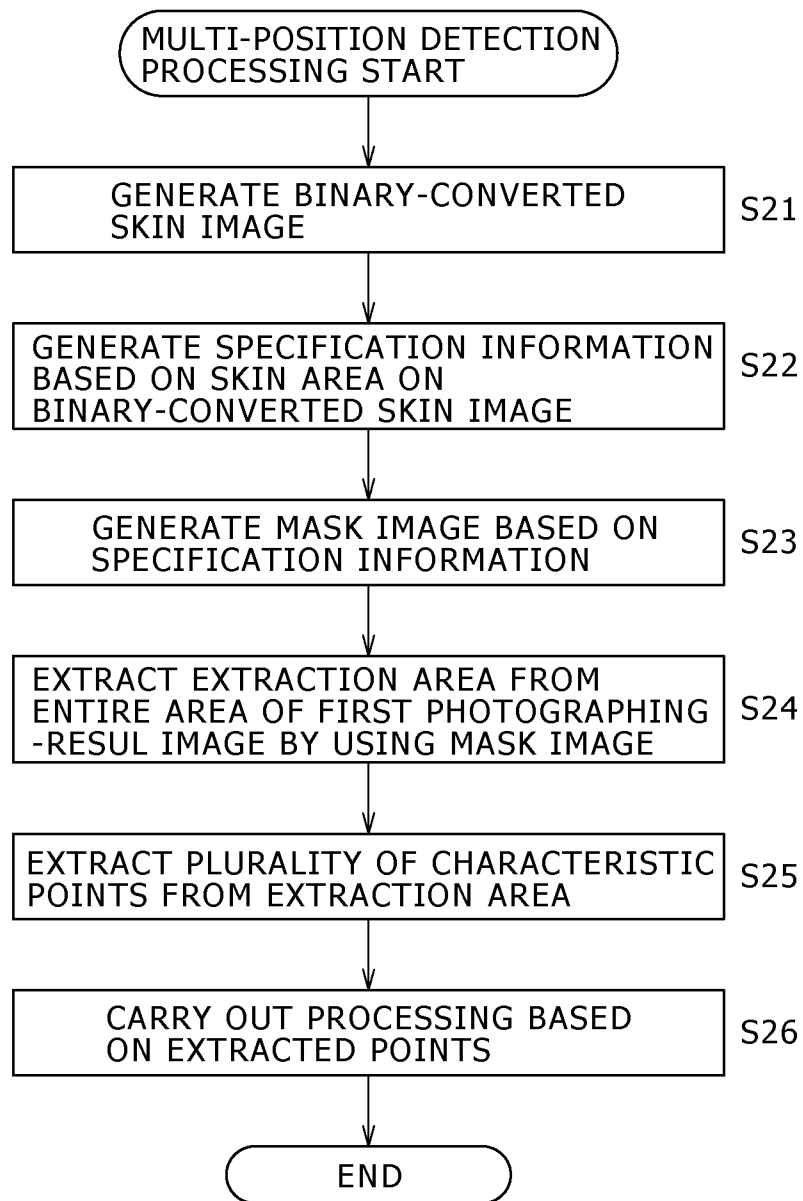 MULTI-POSITION DETECTION
PROCESSING START
GENERATE BINARY-CONVERTED
SKIN IMAGE
S21
GENERATE SPECIFICATION INFORMATION
BASED ON SKIN AREA ON
BINARY-CONVERTED SKIN IMAGE
S22
GENERATE MASK IMAGE BASED ON
SPECIFICATION INFORMATION
S23
EXTRACT EXTRACTION AREA FROM
ENTIRE AREA OF FIRST PHOTOGRAPHING
-RESUL IMAGE BY USING MASK IMAGE
S24
EXTRACT PLURALITY OF CHARACTERISTIC
POINTS FROM EXTRACTION AREA
S25
CARRY OUT PROCESSING BASED
ON EXTRACTED POINTS
S26
END